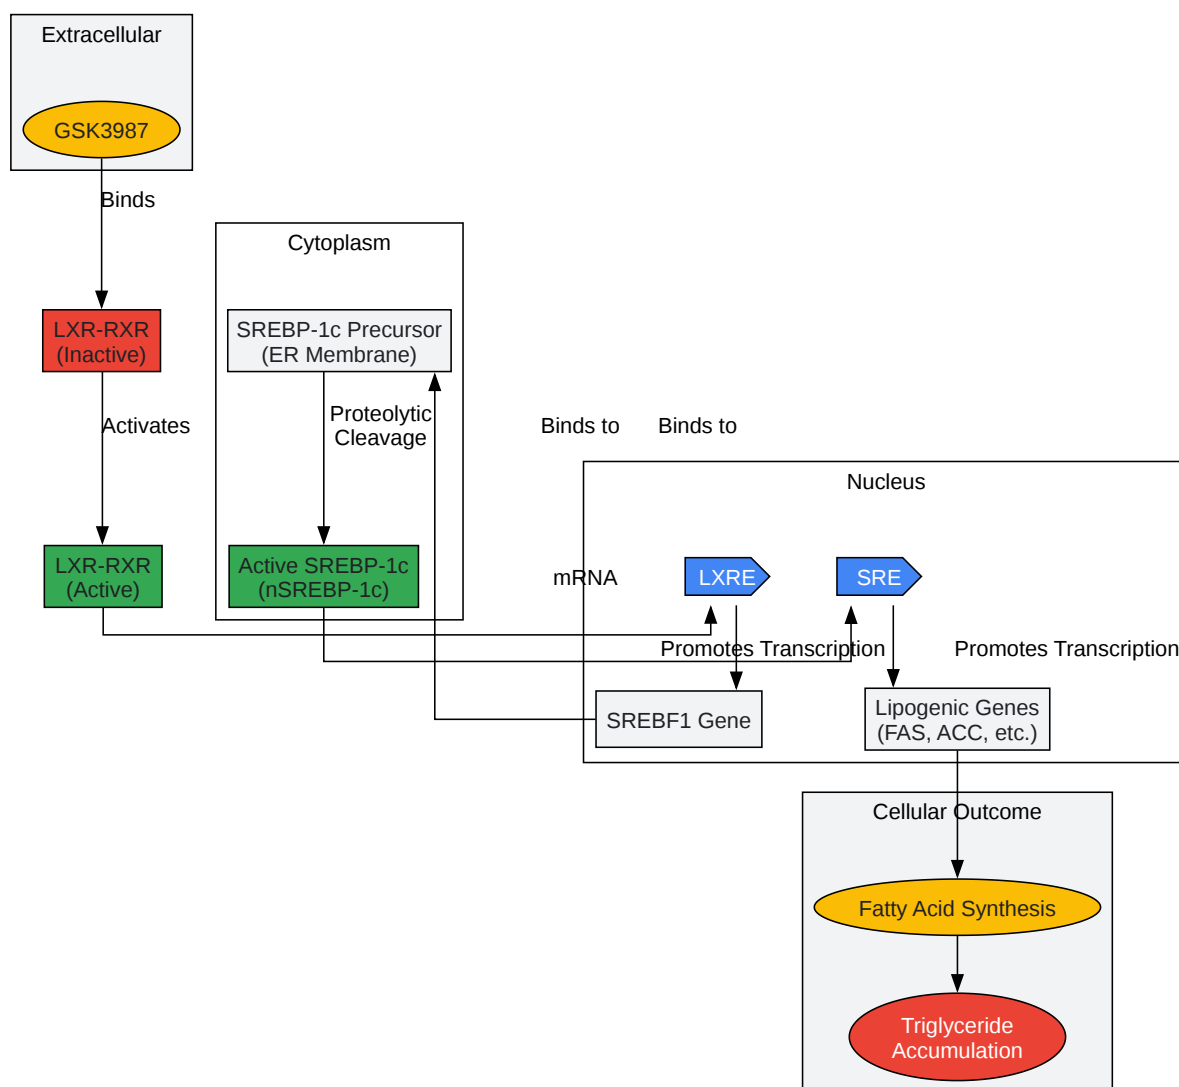 Extracellular
GSK3987
Binds
Cytoplasm
LXR-RXR
(Inactive)
SREBP-1c Precursor
(ER Membrane)
Activates
Proteolytic
Cleavage
Binds to
Binds to
Nucleus
LXR-RXR
(Active)
Active SREBP-1c
(nSREBP-1c)
mRNA
LXRE
SRE
Promotes Transcription
Promotes Transcription
SREBF1 Gene
Lipogenic Genes
(FAS, ACC, etc.)
Cellular Outcome
Fatty Acid Synthesis
Triglyceride
Accumulation